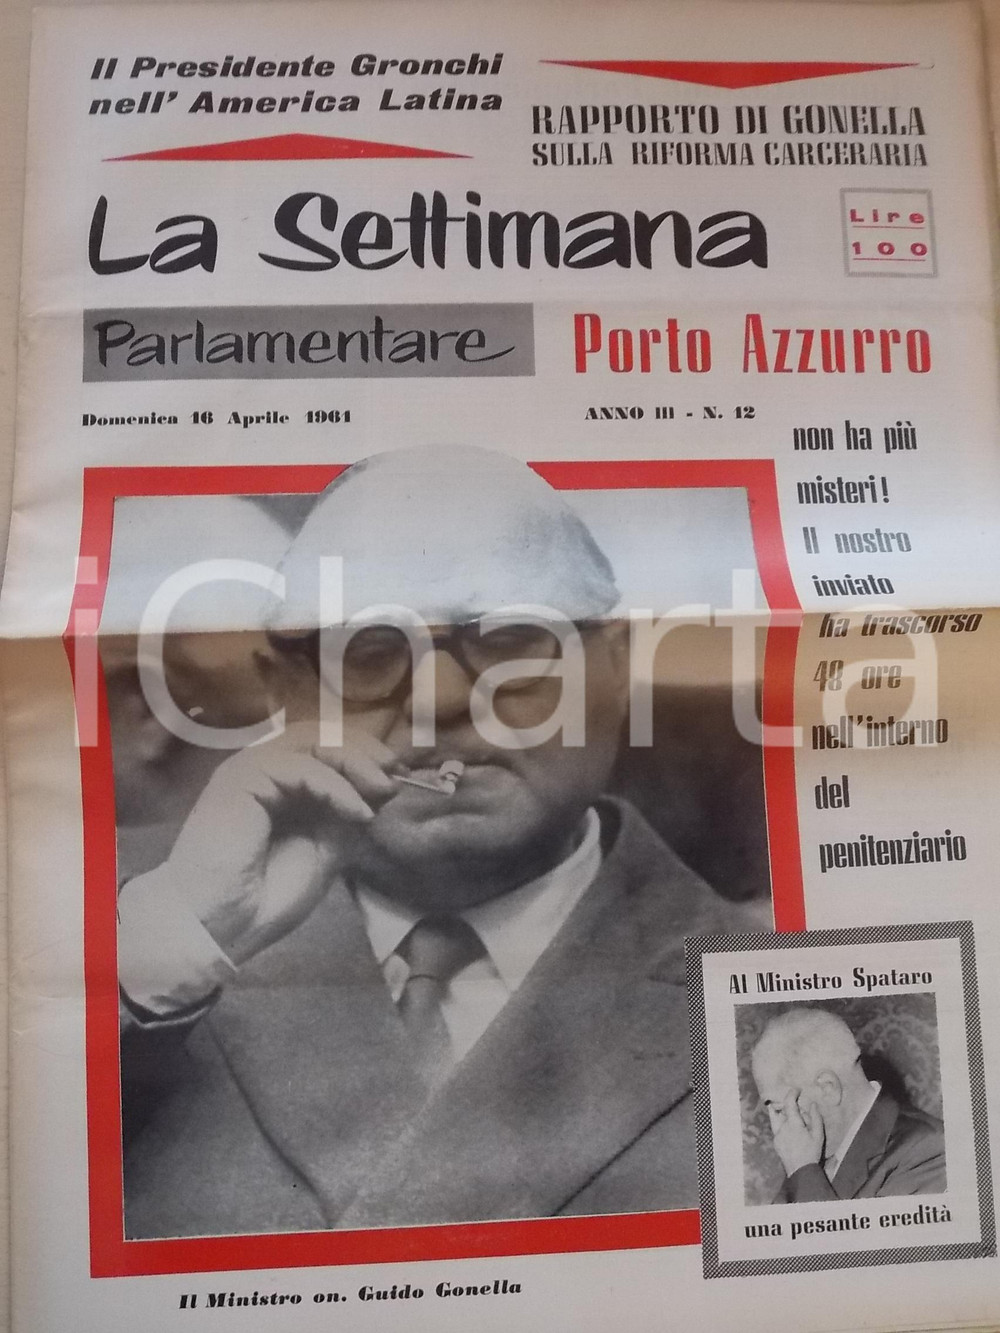 Il Presidente Gronchi
nell' America Latina
RAPPORTO DI GONELLA
SULLA RIFORMA CARCERARIA
La Settimana
Lire
100
Parlamentare
Porto Azzurro
Domenica 16 Aprile 1961
ANNO III - N. 12
non ha più
misteri!
Il nostro
inviato
ha trascorso
48 ore
nell'interno
del
penitenziario
iCharta
Al Ministro Spataro
una pesante eredità
Il Ministro on. Guido Gonella